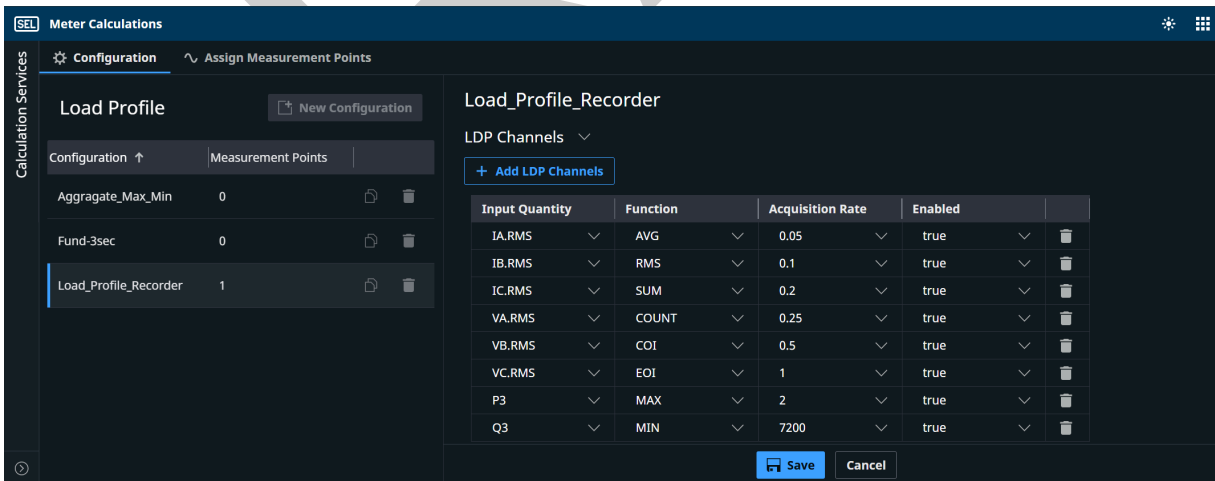 SEL Meter Calculations
Calculation Services
Configuration Assign Measurement Points
Load Profile New Configuration
Configuration ↑ Measurement Points
Aggragate_Max_Min 0
Fund-3sec 0
Load_Profile_Recorder 1
Load_Profile_Recorder
LDP Channels
+ Add LDP Channels
Input Quantity Function Acquisition Rate Enabled
IA.RMS AVG 0.05 true
IB.RMS RMS 0.1 true
IC.RMS SUM 0.2 true
VA.RMS COUNT 0.25 true
VB.RMS COI 0.5 true
VC.RMS EOI 1 true
P3 MAX 2 true
Q3 MIN 7200 true
Save Cancel